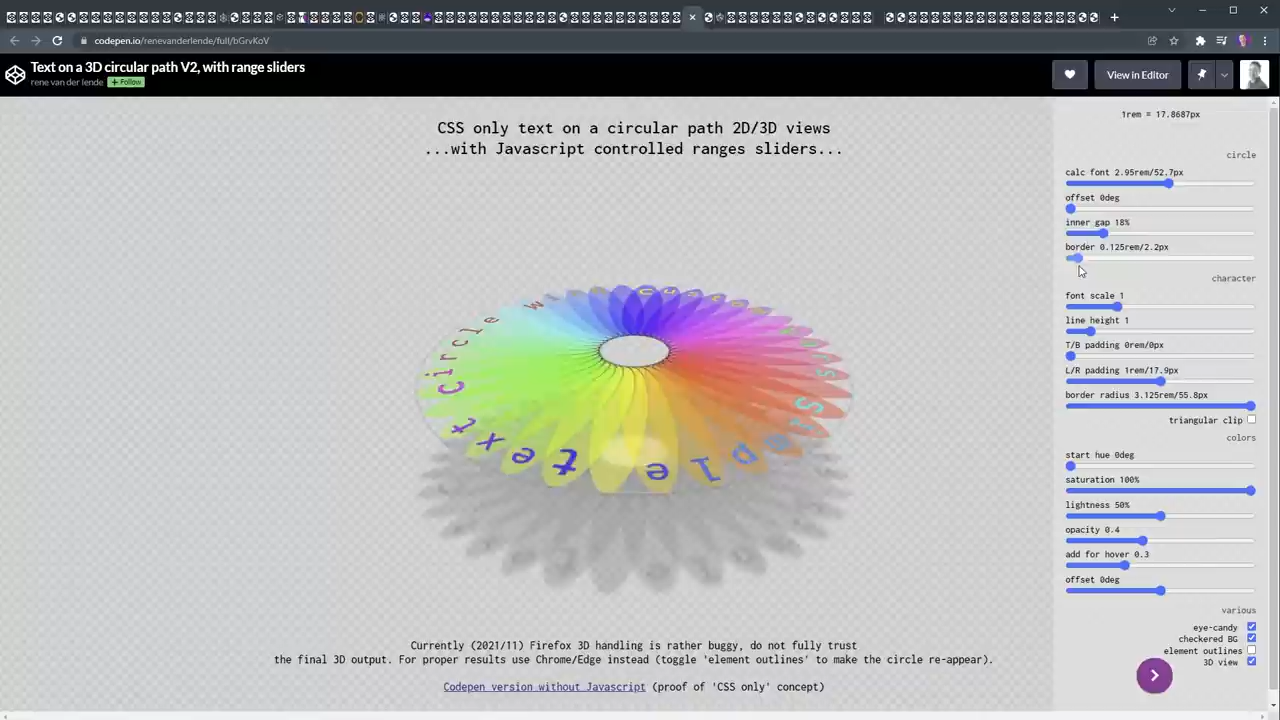 codepen.io/renevanderlende/full/bGrvKoV
Text on a 3D circular path V2, with range sliders
rene van der lende
+ Follow
View in Editor
CSS only text on a circular path 2D/3D views
...with Javascript controlled ranges sliders...
1rem = 17.8687px
circle
calc font 2.95rem/52.7px
offset 0deg
inner gap 18%
border 0.125rem/2.2px
character
font scale 1
line height 1
T/B padding 0rem/0px
L/R padding 1rem/17.9px
border radius 3.125rem/55.8px
triangular clip
colors
start hue 0deg
saturation 100%
lightness 50%
opacity 0.4
add for hover 0.3
offset 0deg
various
eye-candy
checkered BG
element outlines
3D view
Circle text
Currently (2021/11) Firefox 3D handling is rather buggy, do not fully trust
the final 3D output. For proper results use Chrome/Edge instead (toggle 'element outlines' to make the circle re-appear).
Codepen version without Javascript (proof of 'CSS only' concept)